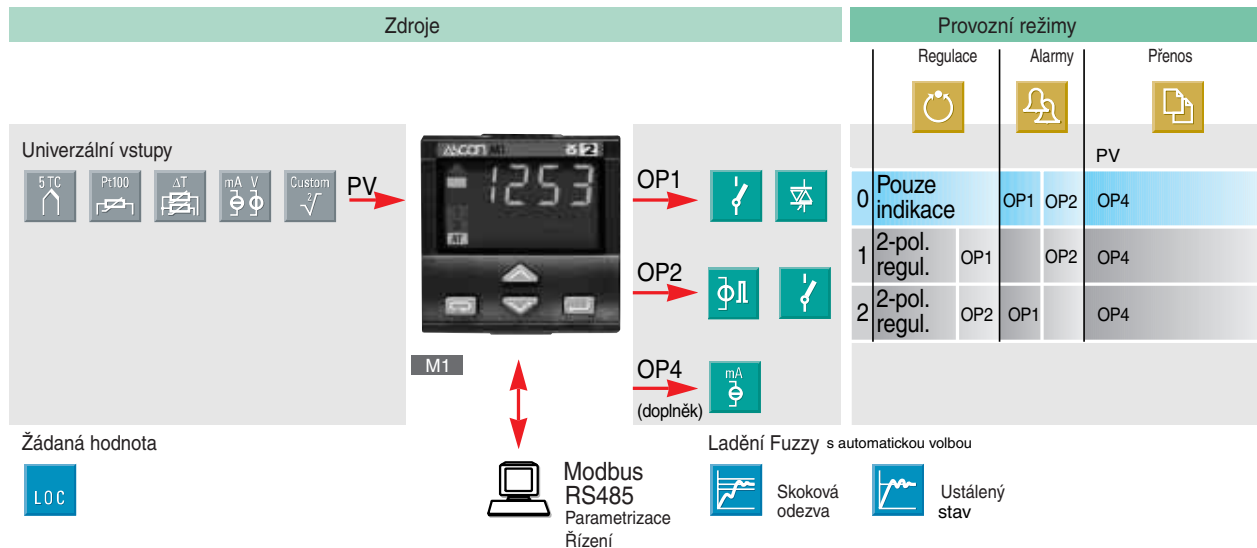 Zdroje
Provozní režimy
Regulace
Alarmy
Přenos
Univerzální vstupy
5 TC
Pt100
ΔT
mA V
Custom
PV
ASCON M1
1253
OP1
OP2
OP4
(doplněk)
mA
M1
PV
0 Pouze indikace OP1 OP2 OP4
1 2-pol. regul. OP1 OP2 OP4
2 2-pol. regul. OP2 OP1 OP4
Žádaná hodnota
LOC
Modbus
RS485
Parametrizace
Řízení
Ladění Fuzzy s automatickou volbou
Skoková
odezva
Ustálený
stav